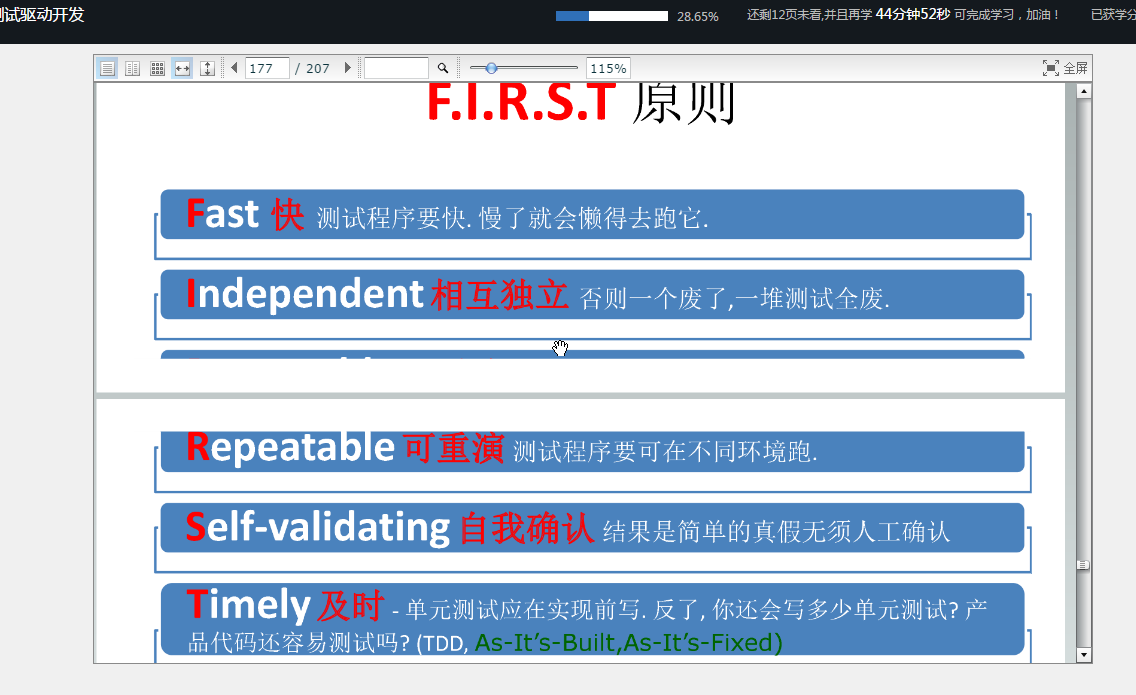 测试驱动开发
28.65%
还剩12页未看,并且再学 44分钟52秒 可完成学习，加油！
已获学分
177 / 207
115%
全屏
F.I.R.S.T 原则
Fast 快 测试程序要快. 慢了就会懒得去跑它.
Independent 相互独立 否则一个废了,一堆测试全废.
Repeatable 可重演 测试程序要可在不同环境跑.
Self-validating 自我确认 结果是简单的真假无须人工确认
Timely 及时 - 单元测试应在实现前写. 反了, 你还会写多少单元测试? 产
品代码还容易测试吗? (TDD, As-It’s-Built,As-It’s-Fixed)